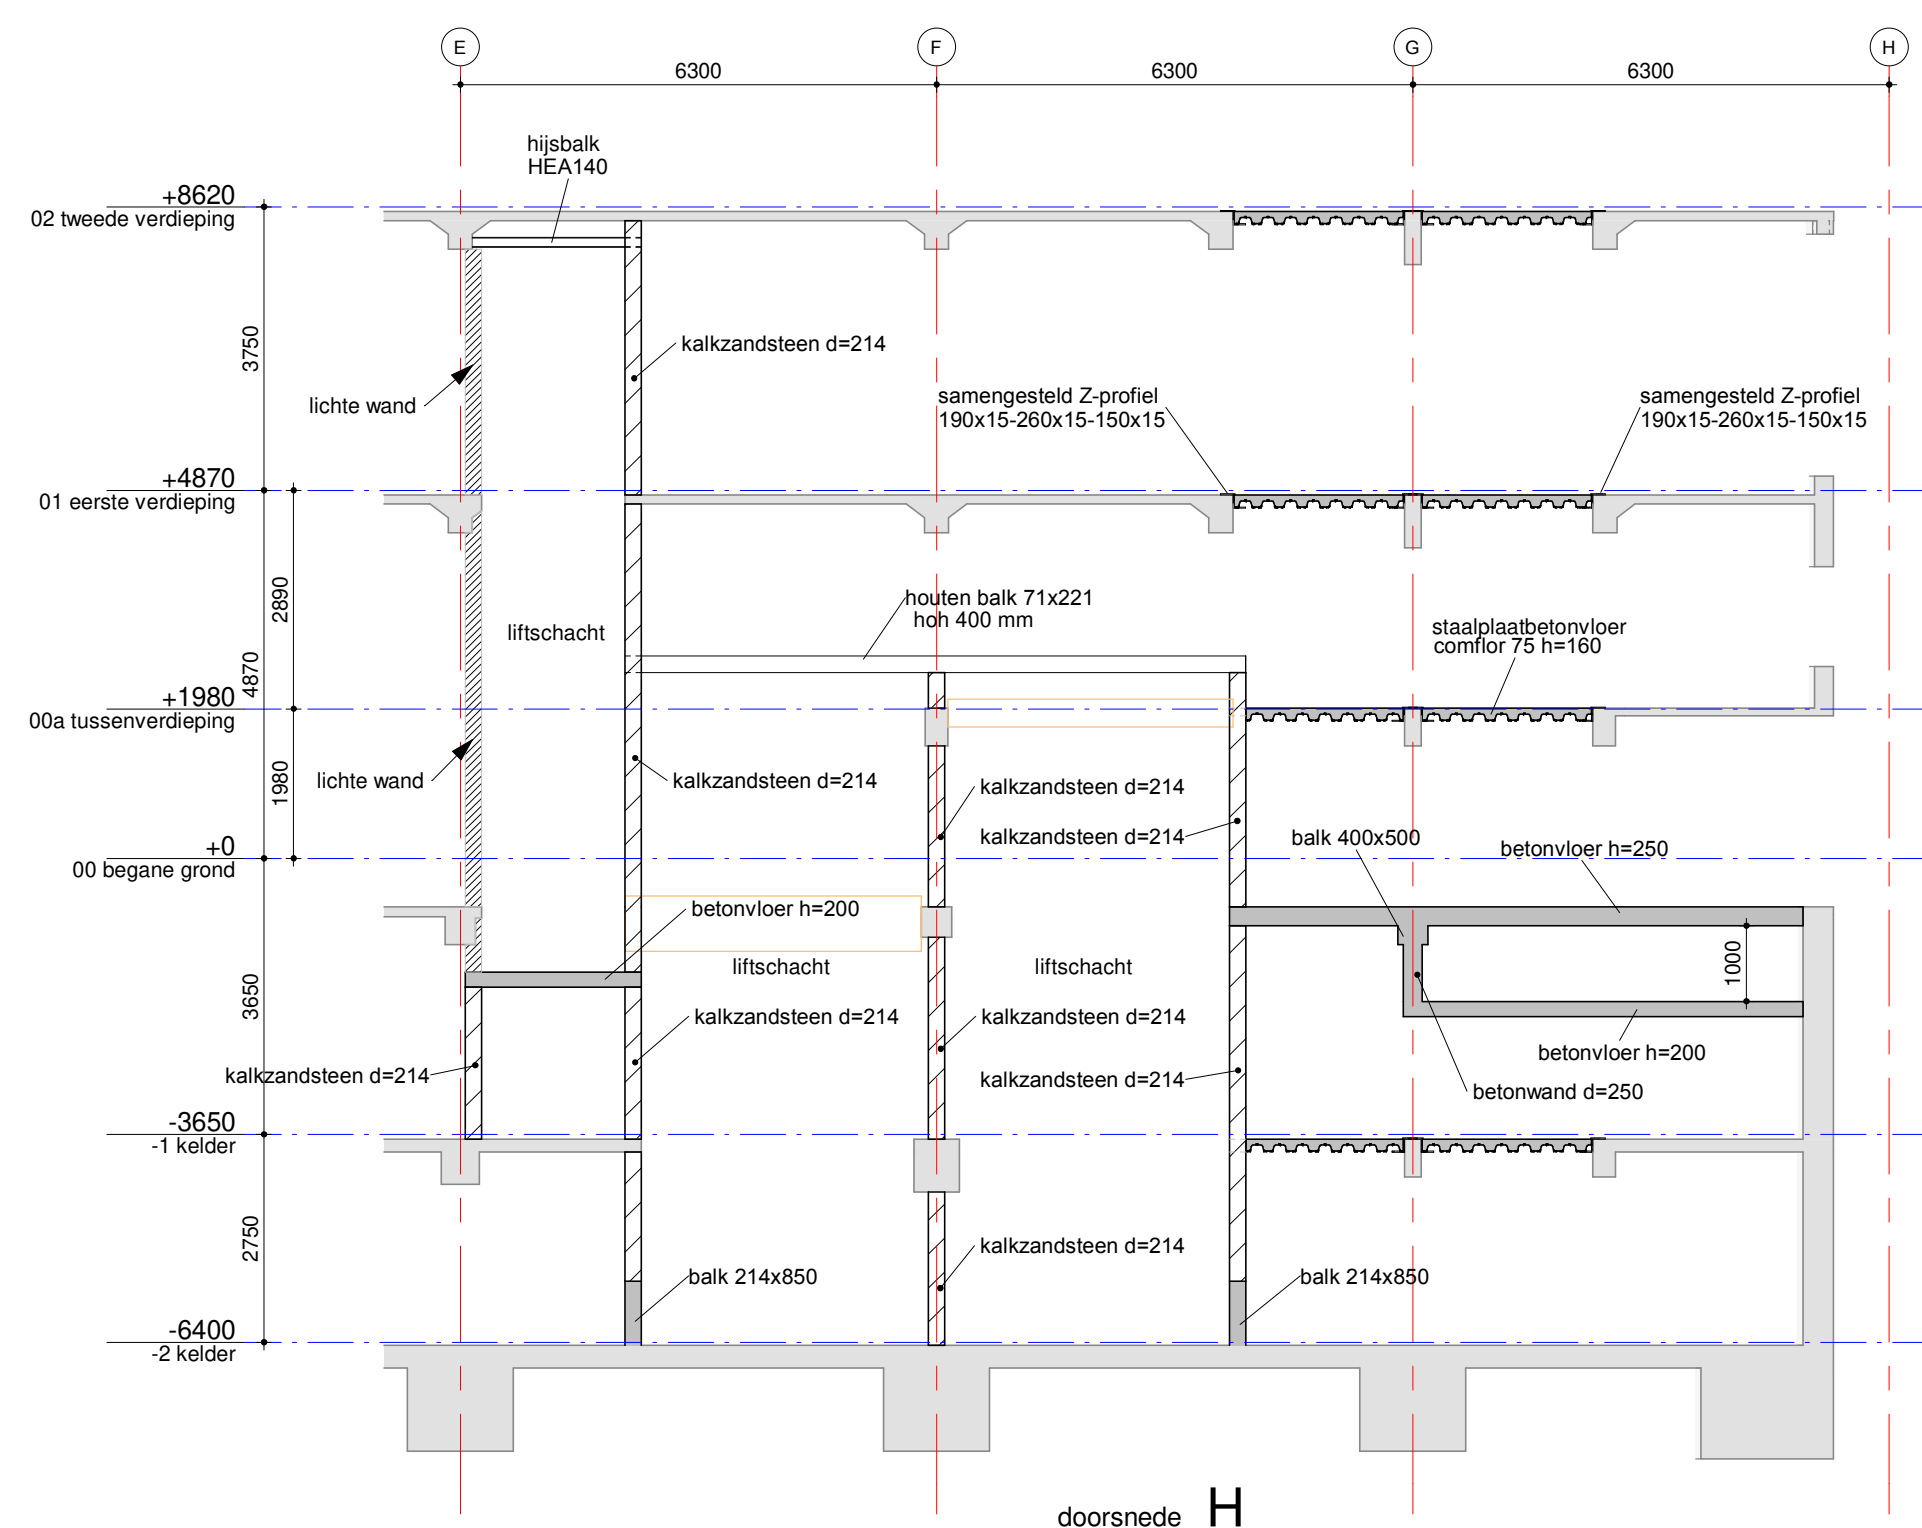 E
F
G
H
6300
6300
6300
hijsbalk
HEA140
+8620
02 tweede verdieping
3750
kalkzandsteen d=214
lichte wand
samengesteld Z-profiel
190x15-260x15-150x15
samengesteld Z-profiel
190x15-260x15-150x15
+4870
01 eerste verdieping
2890
4870
houten balk 71x221
hoh 400 mm
liftschacht
staalplaatbetonvloer
comflor 75 h=160
+1980
00a tussenverdieping
1980
lichte wand
kalkzandsteen d=214
kalkzandsteen d=214
kalkzandsteen d=214
balk 400x500
betonvloer h=250
+0
00 begane grond
betonvloer h=200
liftschacht
liftschacht
1000
3650
kalkzandsteen d=214
kalkzandsteen d=214
betonvloer h=200
kalkzandsteen d=214
kalkzandsteen d=214
betonwand d=250
-3650
-1 kelder
2750
kalkzandsteen d=214
balk 214x850
balk 214x850
-6400
-2 kelder
doorsnede H